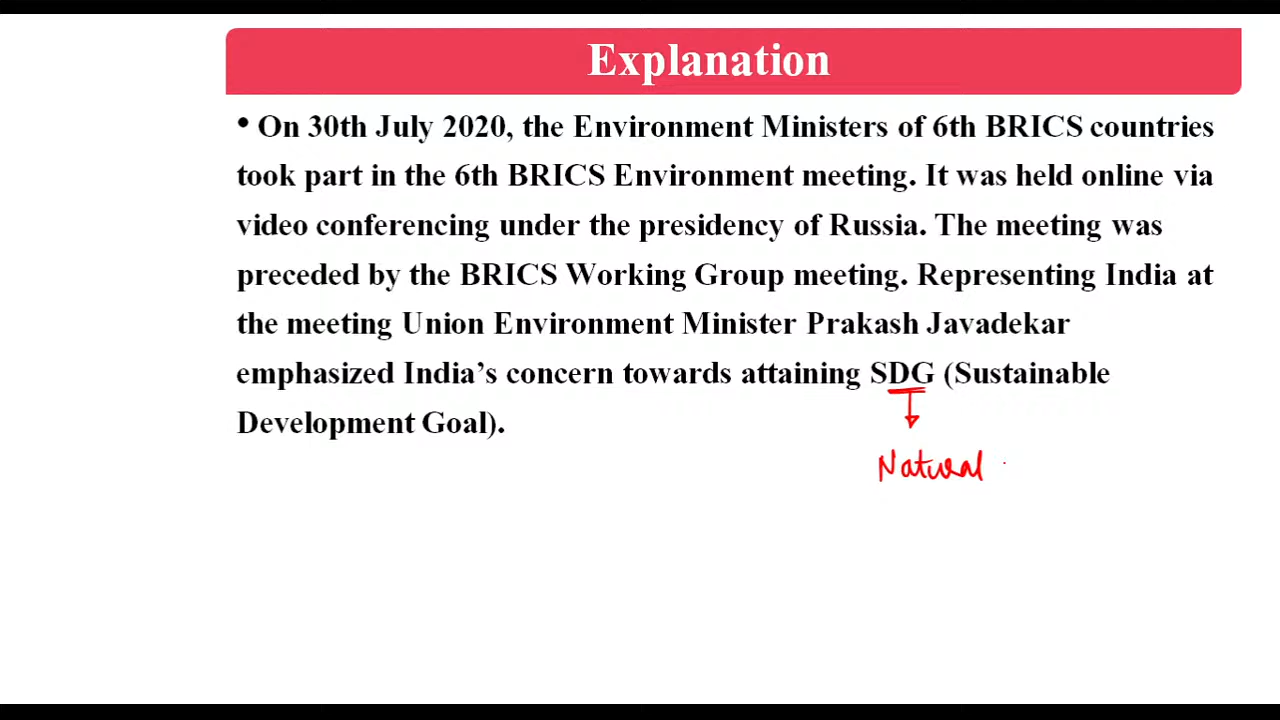 Explanation
• On 30th July 2020, the Environment Ministers of 6th BRICS countries
took part in the 6th BRICS Environment meeting. It was held online via
video conferencing under the presidency of Russia. The meeting was
preceded by the BRICS Working Group meeting. Representing India at
the meeting Union Environment Minister Prakash Javadekar
emphasized India’s concern towards attaining SDG (Sustainable
Development Goal).
Natural